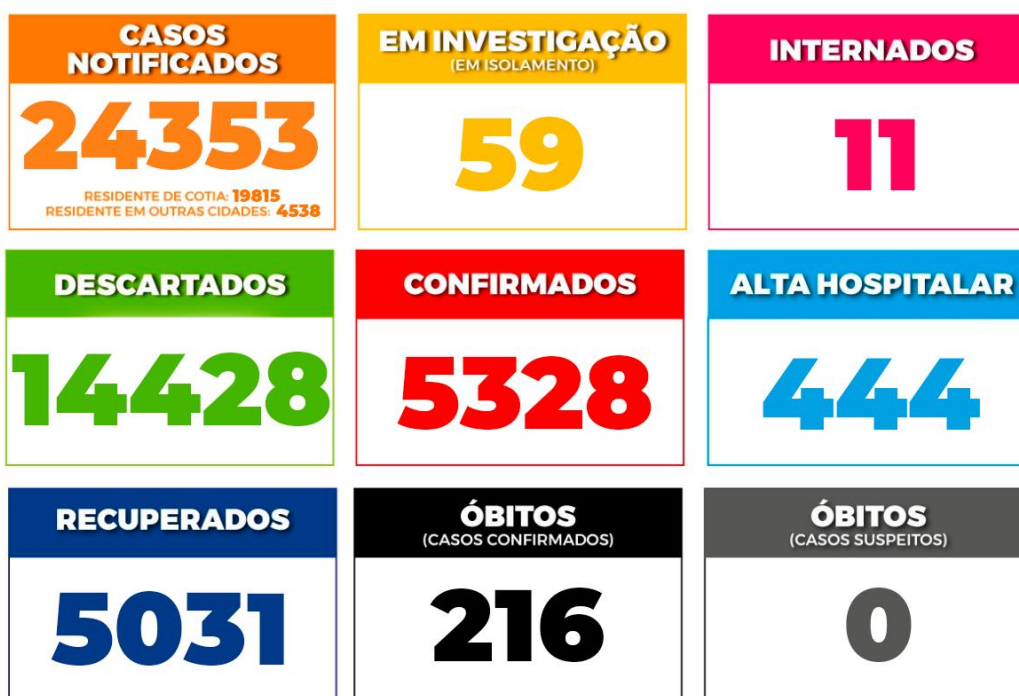 CASOS
NOTIFICADOS
24353
RESIDENTE DE COTIA: 19815
RESIDENTE EM OUTRAS CIDADES: 4538
EM INVESTIGAÇÃO
(EM ISOLAMENTO)
59
INTERNADOS
11
DESCARTADOS
14428
CONFIRMADOS
5328
ALTA HOSPITALAR
444
RECUPERADOS
5031
ÓBITOS
(CASOS CONFIRMADOS)
216
ÓBITOS
(CASOS SUSPEITOS)
0